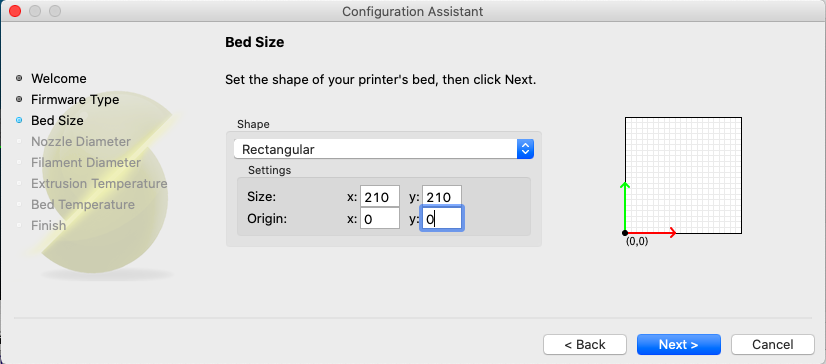 Configuration Assistant
Bed Size
Set the shape of your printer's bed, then click Next.
Welcome
Firmware Type
Bed Size
Nozzle Diameter
Filament Diameter
Extrusion Temperature
Bed Temperature
Finish
Shape
Rectangular
Settings
Size: x: 210 y: 210
Origin: x: 0 y: 0
(0,0)
< Back Next > Cancel